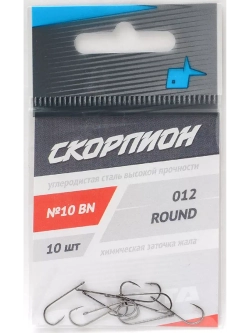 СКОРПИОН
углеродистая сталь высокой прочности
№10 BN
012
ROUND
10 шт
химическая заточка жала